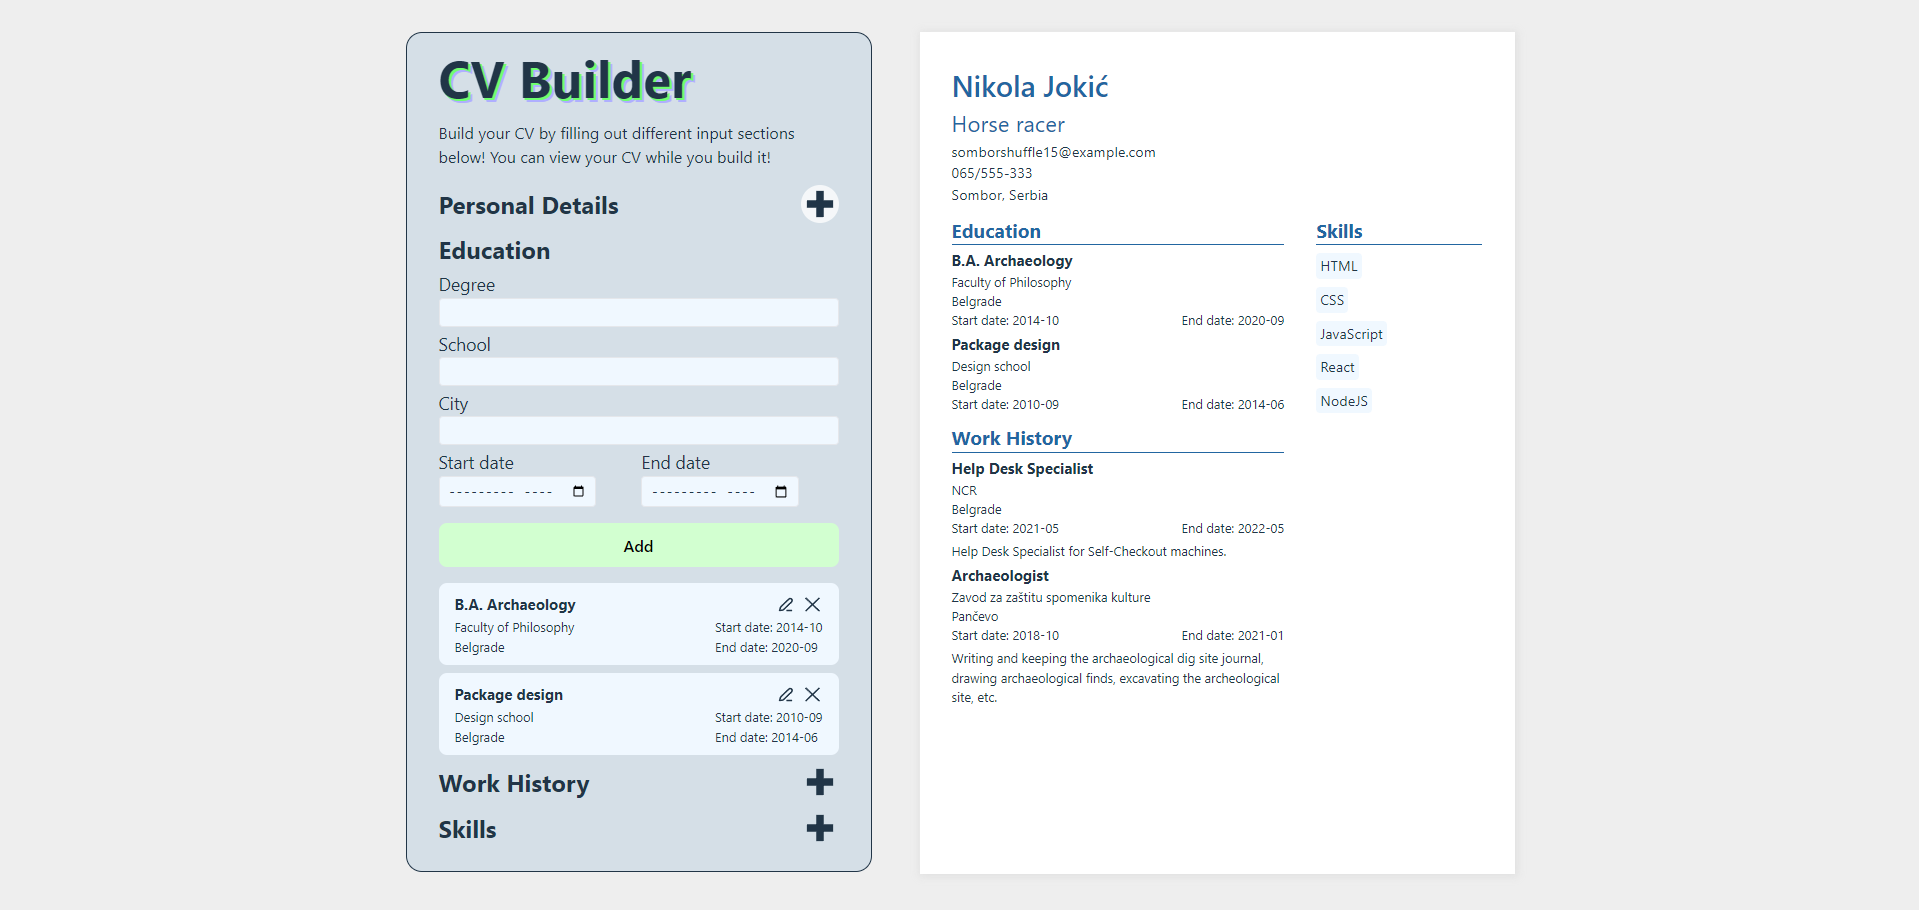 CV Builder
Build your CV by filling out different input sections
below! You can view your CV while you build it!
Personal Details
Education
Degree
School
City
Start date End date
--------- ---- --------- ----
Add
B.A. Archaeology
Faculty of Philosophy Start date: 2014-10
Belgrade End date: 2020-09
Package design
Design school Start date: 2010-09
Belgrade End date: 2014-06
Work History
Skills
Nikola Jokić
Horse racer
somborshuffle15@example.com
065/555-333
Sombor, Serbia
Education
B.A. Archaeology
Faculty of Philosophy
Belgrade
Start date: 2014-10 End date: 2020-09
Package design
Design school
Belgrade
Start date: 2010-09 End date: 2014-06
Work History
Help Desk Specialist
NCR
Belgrade
Start date: 2021-05 End date: 2022-05
Help Desk Specialist for Self-Checkout machines.
Archaeologist
Zavod za zaštitu spomenika kulture
Pančevo
Start date: 2018-10 End date: 2021-01
Writing and keeping the archaeological dig site journal,
drawing archaeological finds, excavating the archeological
site, etc.
Skills
HTML
CSS
JavaScript
React
NodeJS